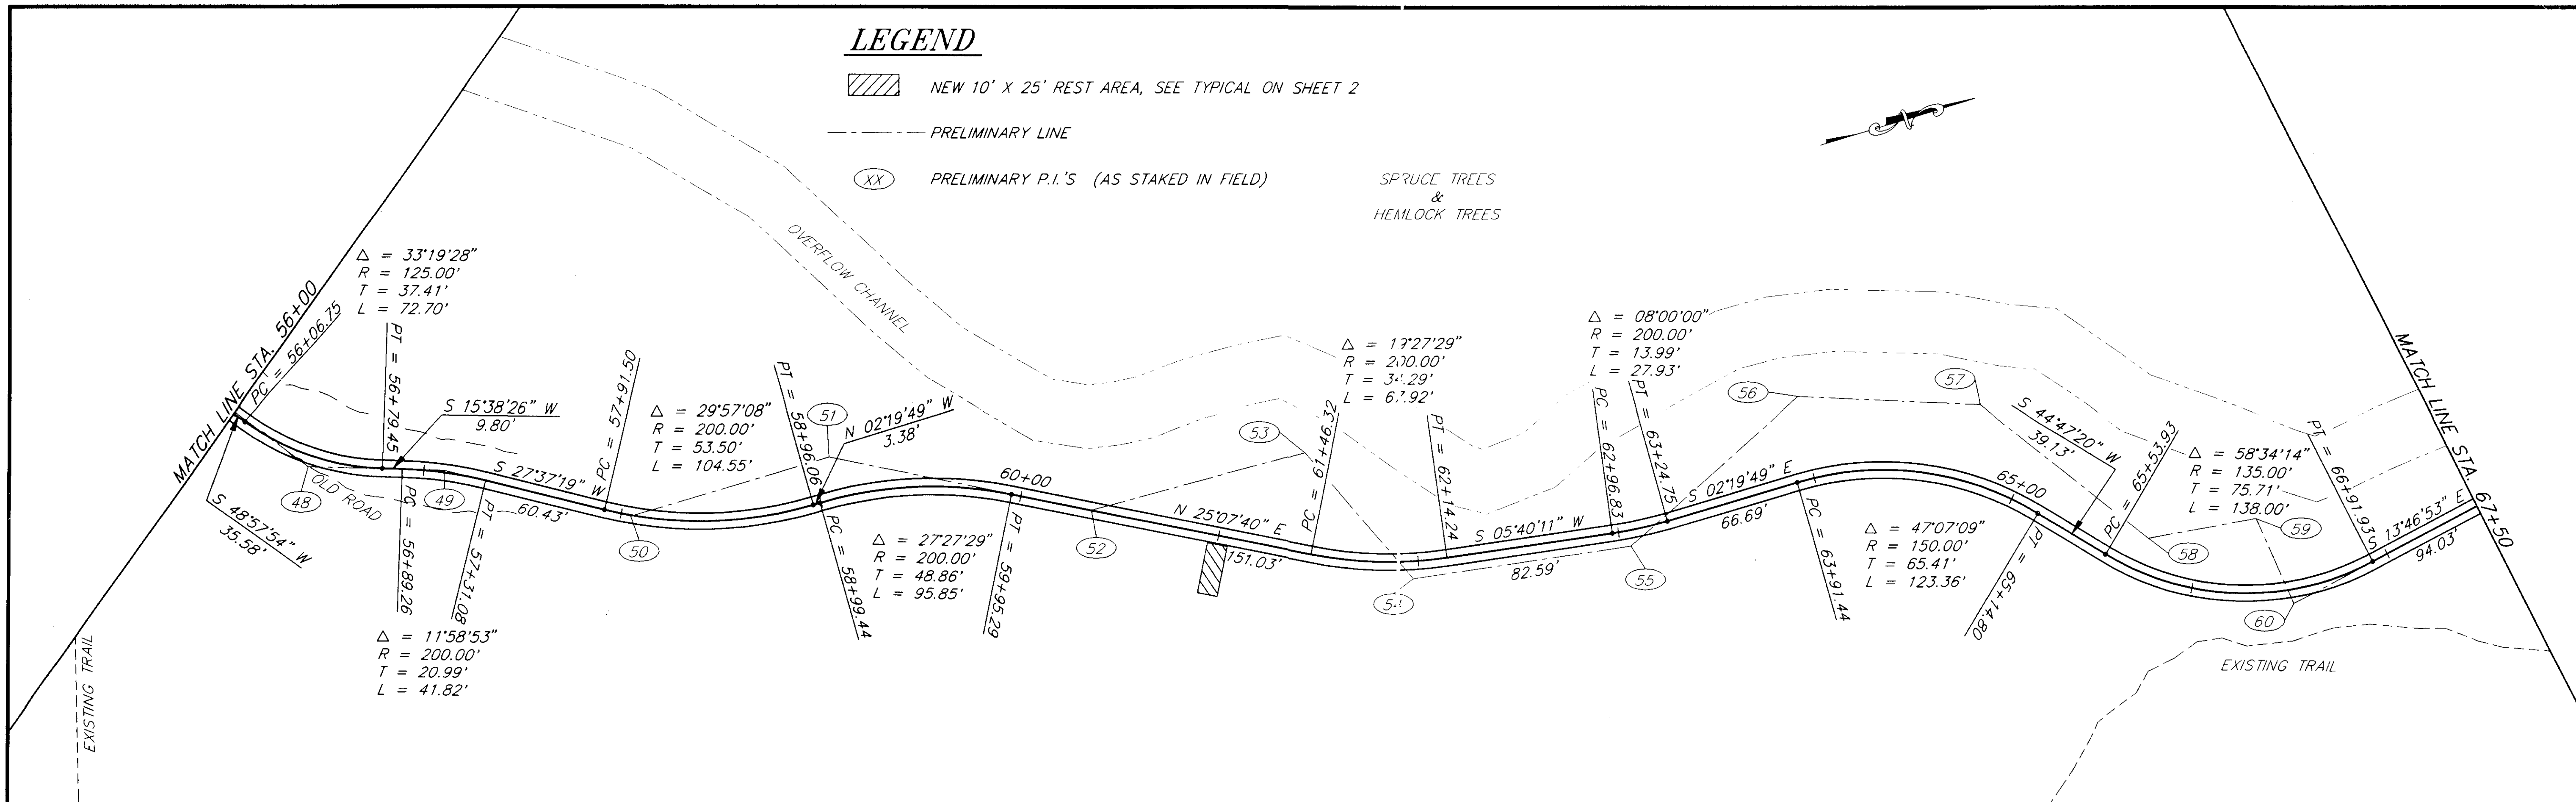 LEGEND
NEW 10' X 25' REST AREA, SEE TYPICAL ON SHEET 2
PRELIMINARY LINE
XX PRELIMINARY P.I.'S (AS STAKED IN FIELD)
SPRUCE TREES
&
HEMLOCK TREES
N
OVERFLOW CHANNEL
MATCH LINE STA. 56+00
PC = 56+06.75
Δ = 33°19'28"
R = 125.00'
T = 37.41'
L = 72.70'
PT = 56+79.45
S 15°38'26" W
9.80'
S 48°57'54" W
35.58'
48
OLD ROAD
49
PC = 56+89.26
PT = 57+31.08
Δ = 11°58'53"
R = 200.00'
T = 20.99'
L = 41.82'
EXISTING TRAIL
S 27°37'19" W
60.43'
PC = 57+91.50
50
Δ = 29°57'08"
R = 200.00'
T = 53.50'
L = 104.55'
51
PT = 58+96.06
N 02°19'49" W
3.38'
PC = 58+99.44
Δ = 27°27'29"
R = 200.00'
T = 48.86'
L = 95.85'
60+00
PT = 59+95.29
52
53
N 25°07'40" E
151.03'
PC = 61+46.32
Δ = 19°27'29"
R = 200.00'
T = 34.29'
L = 67.92'
PT = 62+14.24
54
S 05°40'11" W
82.59'
PC = 62+96.83
Δ = 08°00'00"
R = 200.00'
T = 13.99'
L = 27.93'
PT = 63+24.75
55
56
S 02°19'49" E
66.69'
PC = 63+91.44
57
Δ = 47°07'09"
R = 150.00'
T = 65.41'
L = 123.36'
65+00
PT = 65+14.80
S 44°47'20" W
39.13'
PC = 65+53.93
58
Δ = 58°34'14"
R = 135.00'
T = 75.71'
L = 138.00'
59
60
PT = 66+91.93
S 13°46'53" E
94.03'
MATCH LINE STA. 67+50
EXISTING TRAIL